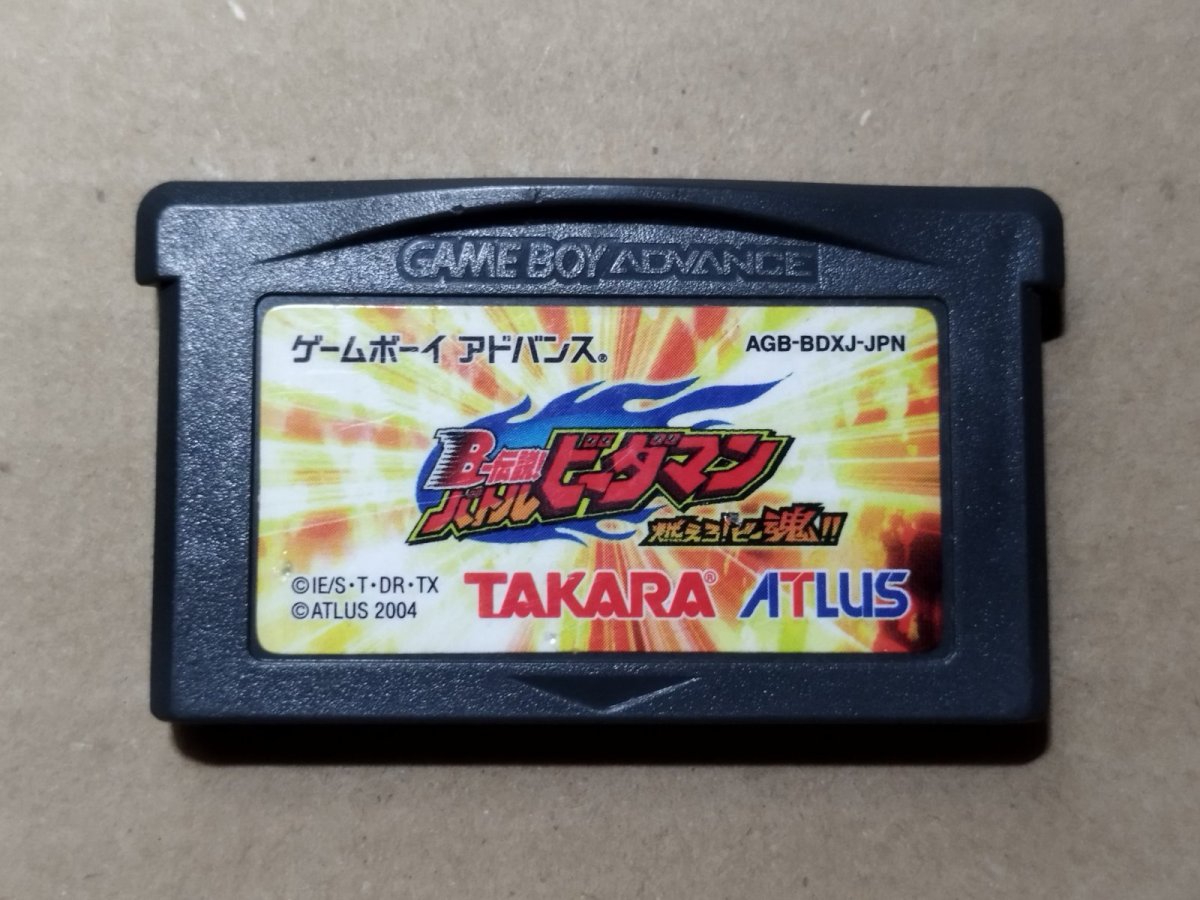 GAME BOY ADVANCE
ゲームボーイ アドバンス®
AGB-BDXJ-JPN
B-伝説!
バトルビーダマン
燃えろ!ビー魂!!
©IE/S・T・DR・TX
©ATLUS 2004
TAKARA®
ATLUS